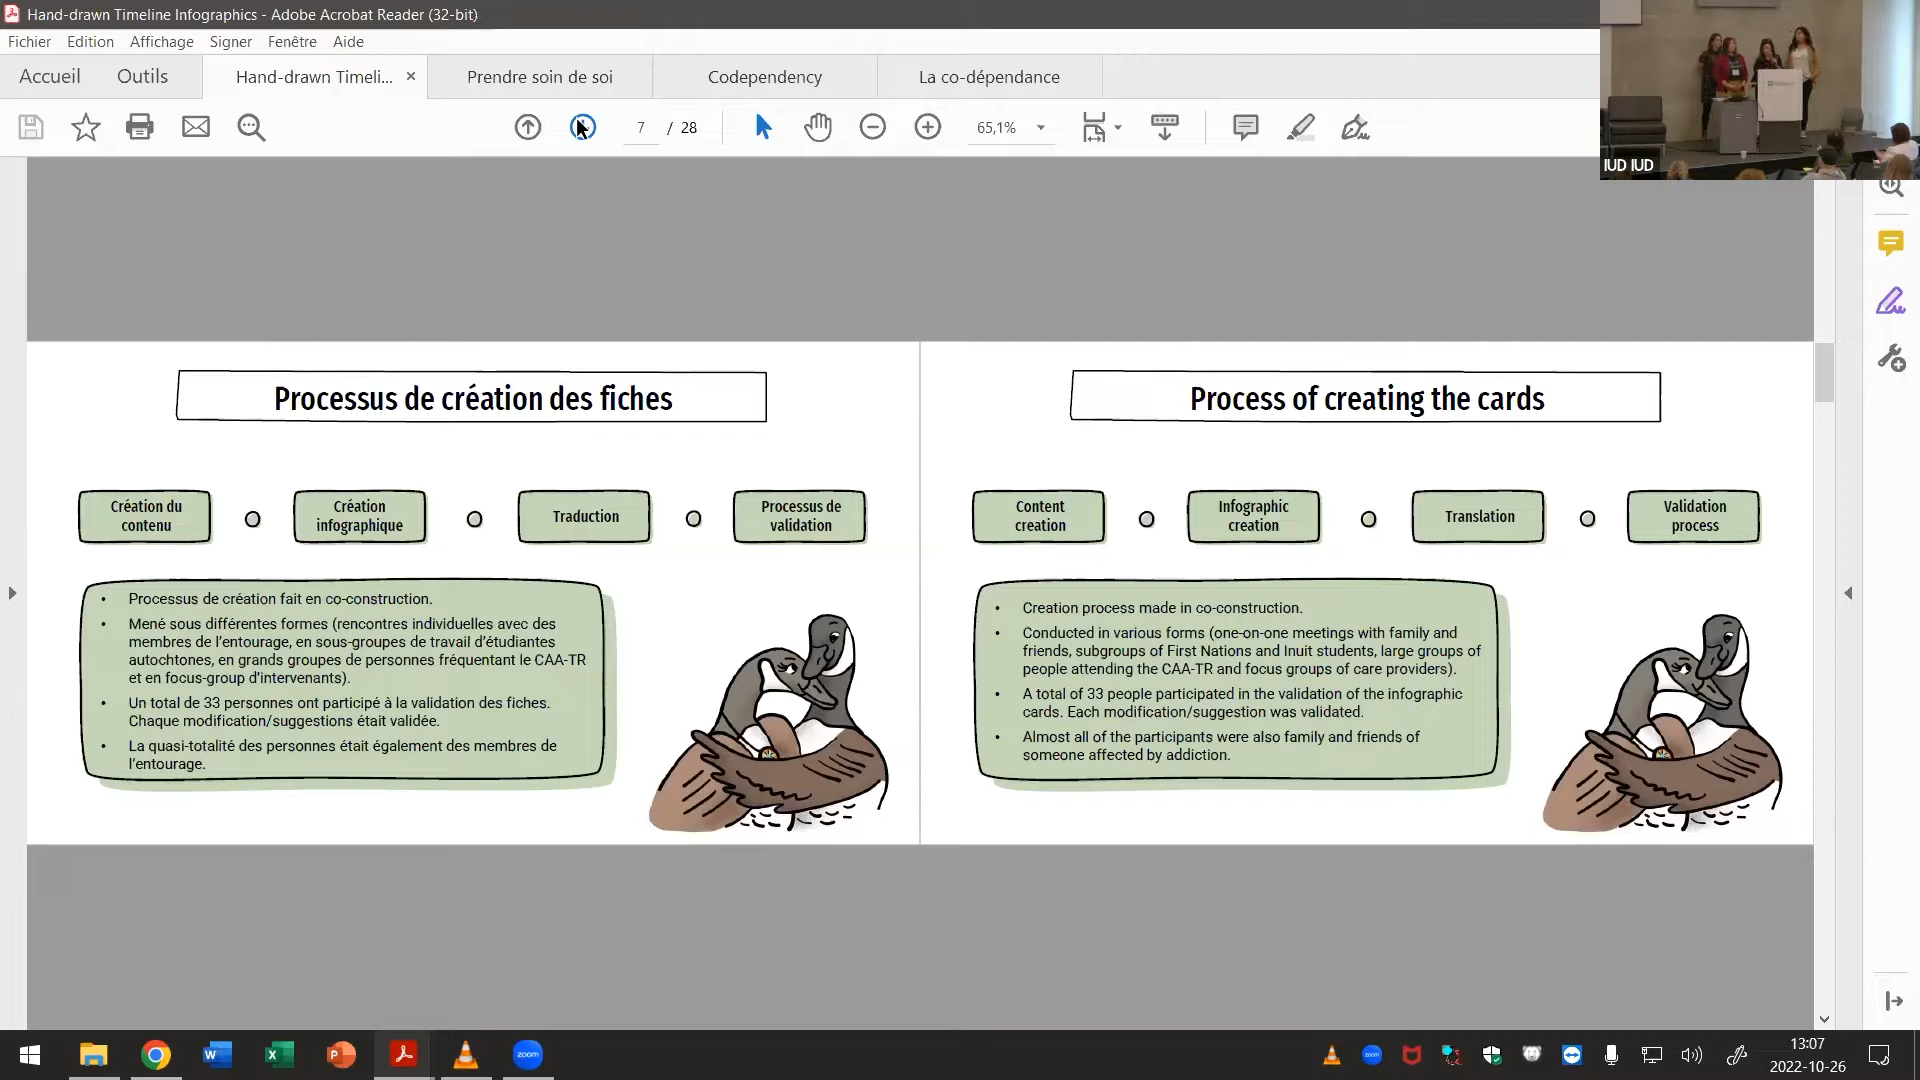 Hand-drawn Timeline Infographics - Adobe Acrobat Reader (32-bit)
Fichier Edition Affichage Signer Fenêtre Aide
Accueil Outils Hand-drawn Timeli... × Prendre soin de soi Codependency La co-dépendance
7 / 28 65,1%
IUD IUD
Processus de création des fiches
Création du
contenu
Création
infographique
Traduction
Processus de
validation
• Processus de création fait en co-construction.
• Mené sous différentes formes (rencontres individuelles avec des
membres de l'entourage, en sous-groupes de travail d'étudiantes
autochtones, en grands groupes de personnes fréquentant le CAA-TR
et en focus-group d'intervenants).
• Un total de 33 personnes ont participé à la validation des fiches.
Chaque modification/suggestions était validée.
• La quasi-totalité des personnes était également des membres de
l'entourage.
Process of creating the cards
Content
creation
Infographic
creation
Translation
Validation
process
• Creation process made in co-construction.
• Conducted in various forms (one-on-one meetings with family and
friends, subgroups of First Nations and Inuit students, large groups of
people attending the CAA-TR and focus groups of care providers).
• A total of 33 people participated in the validation of the infographic
cards. Each modification/suggestion was validated.
• Almost all of the participants were also family and friends of
someone affected by addiction.
zoom
13:07
2022-10-26